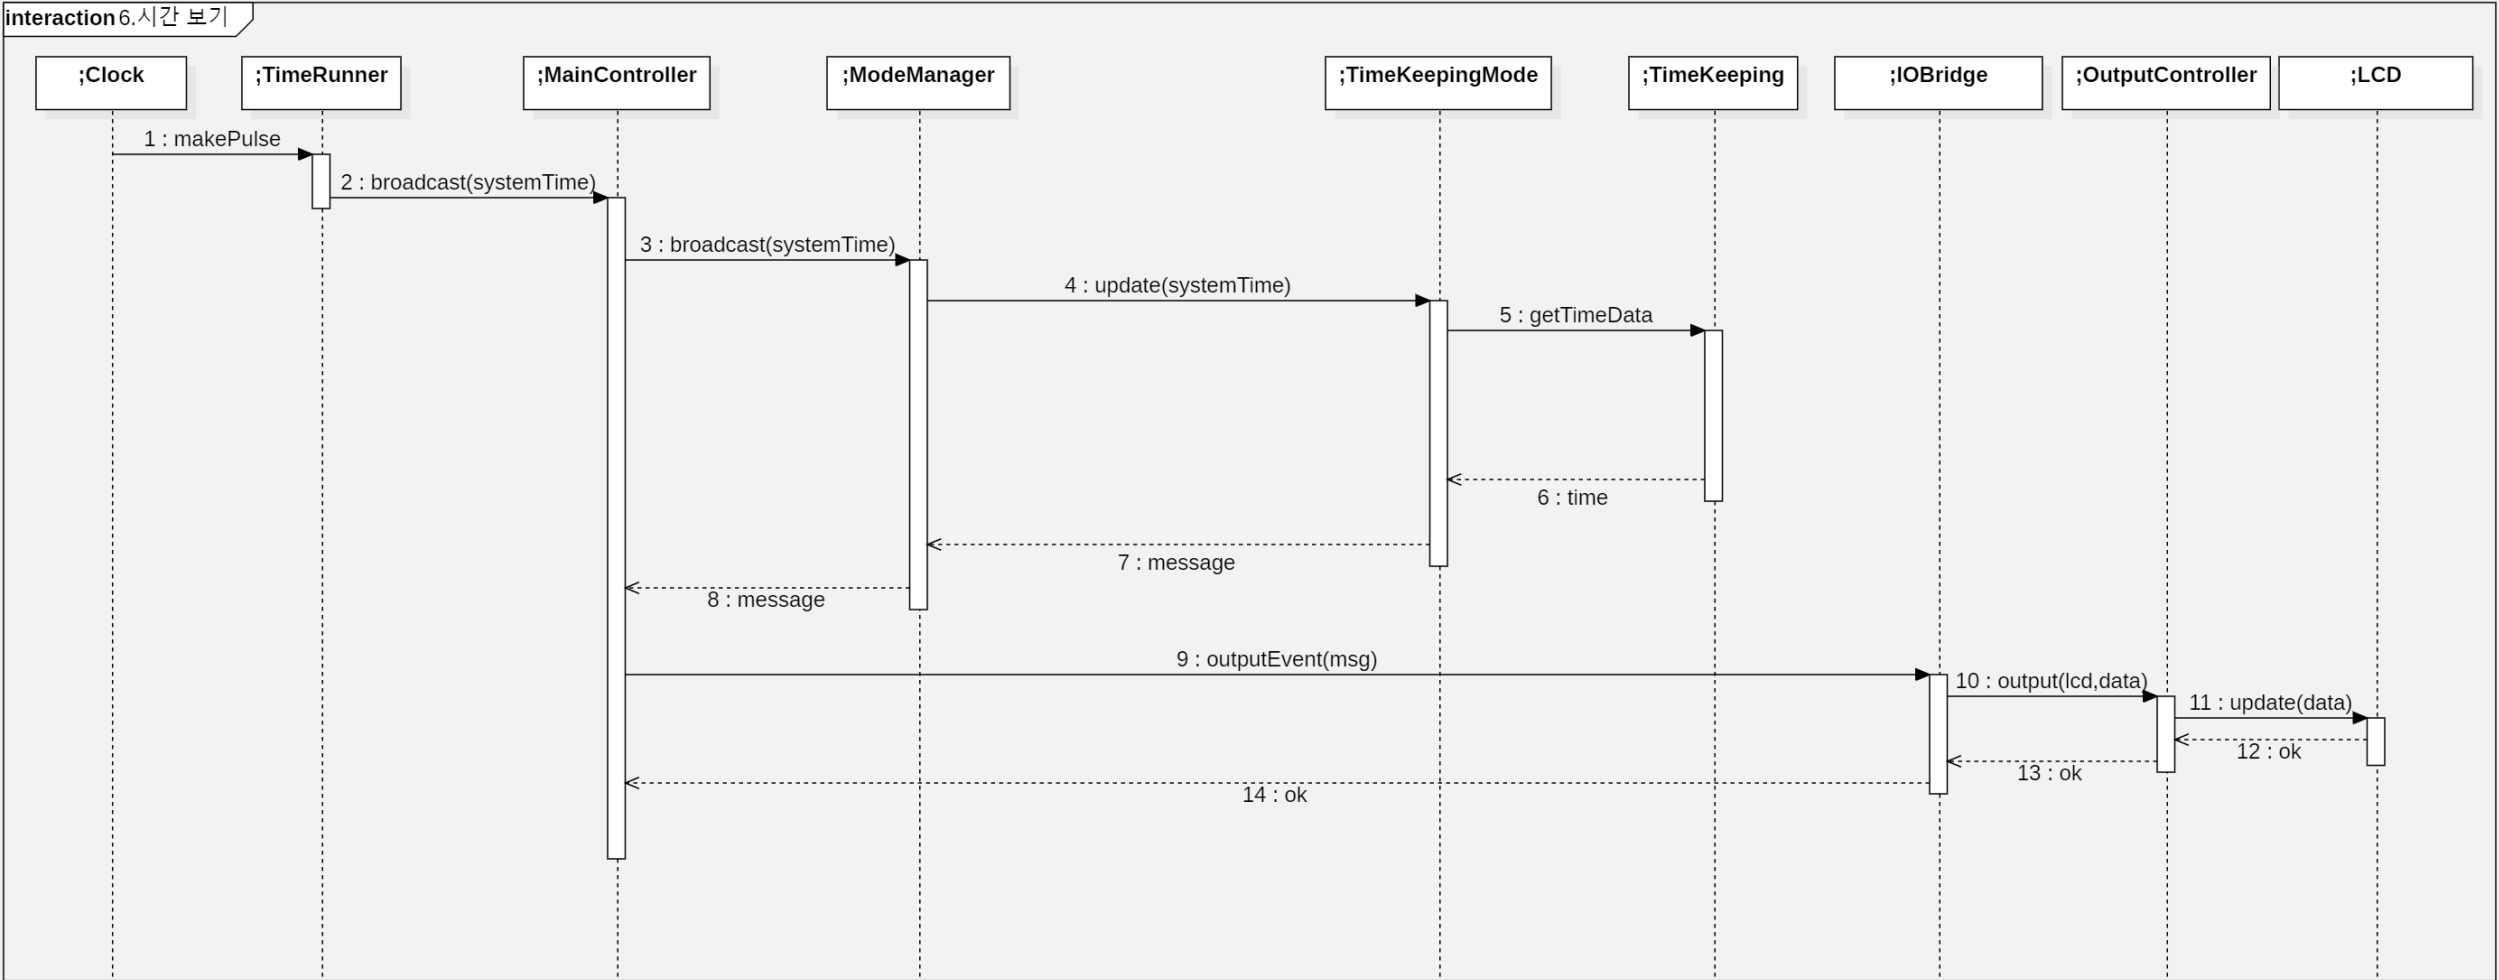 interaction 6.시간 보기
;Clock
;TimeRunner
;MainController
;ModeManager
;TimeKeepingMode
;TimeKeeping
;IOBridge
;OutputController
;LCD
1 : makePulse
2 : broadcast(systemTime)
3 : broadcast(systemTime)
4 : update(systemTime)
5 : getTimeData
6 : time
7 : message
8 : message
9 : outputEvent(msg)
10 : output(lcd,data)
11 : update(data)
12 : ok
13 : ok
14 : ok